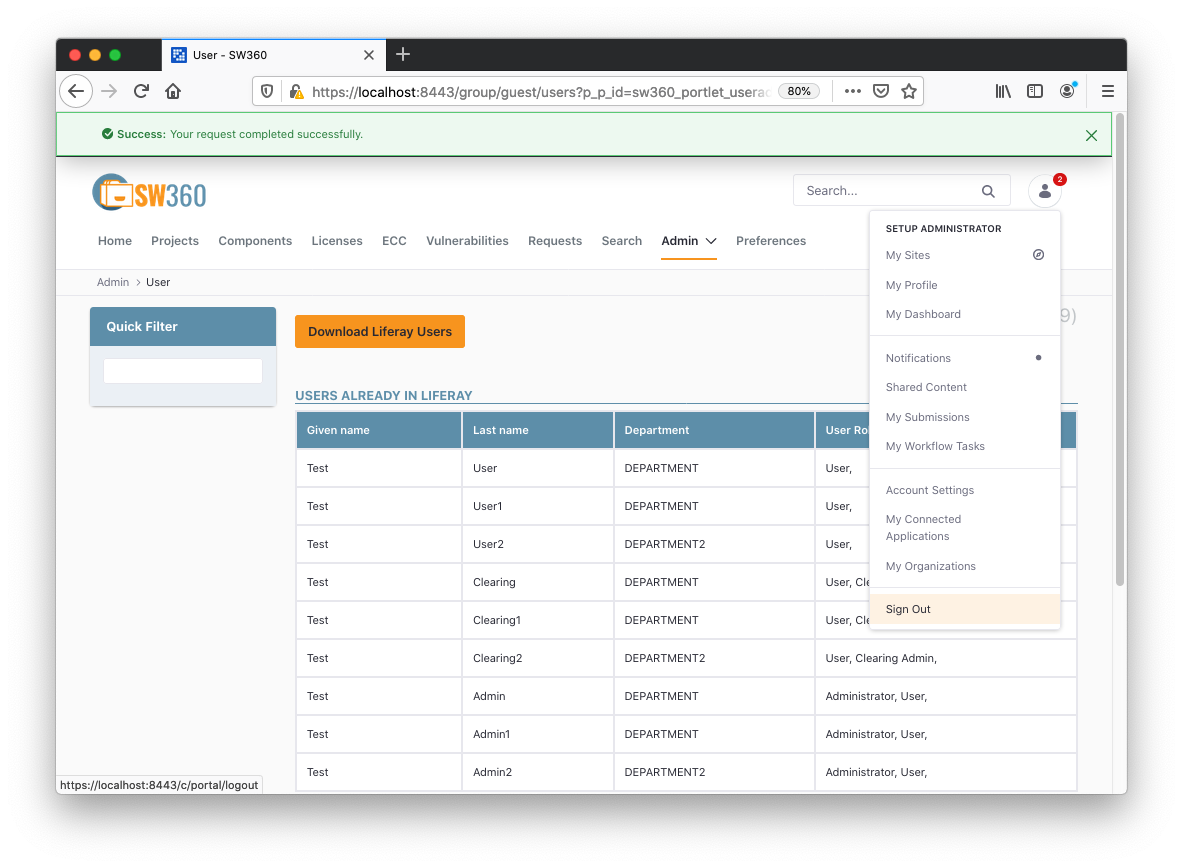 User - SW360
https://localhost:8443/group/guest/users?p_p_id=sw360_portlet_userac
80%
Success: Your request completed successfully.
SW360
Search...
2
Home Projects Components Licenses ECC Vulnerabilities Requests Search Admin Preferences
SETUP ADMINISTRATOR
My Sites
My Profile
My Dashboard
Notifications
Shared Content
My Submissions
My Workflow Tasks
Account Settings
My Connected
Applications
My Organizations
Sign Out
Admin > User
9)
Quick Filter
Download Liferay Users
USERS ALREADY IN LIFERAY
Given name Last name Department User Ro
Test User DEPARTMENT User,
Test User1 DEPARTMENT User,
Test User2 DEPARTMENT2 User,
Test Clearing DEPARTMENT User, Cle
Test Clearing1 DEPARTMENT User, Cle
Test Clearing2 DEPARTMENT2 User, Clearing Admin,
Test Admin DEPARTMENT Administrator, User,
Test Admin1 DEPARTMENT Administrator, User,
Test Admin2 DEPARTMENT2 Administrator, User,
https://localhost:8443/c/portal/logout